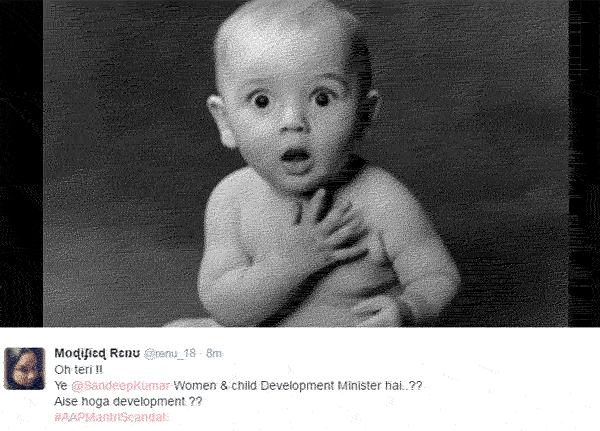 Modified Renu @renu_18 · 8m
Oh teri !!
Ye @SandeepKumar Women & child Development Minister hai..??
Aise hoga development ??
#AAPMantriScandal